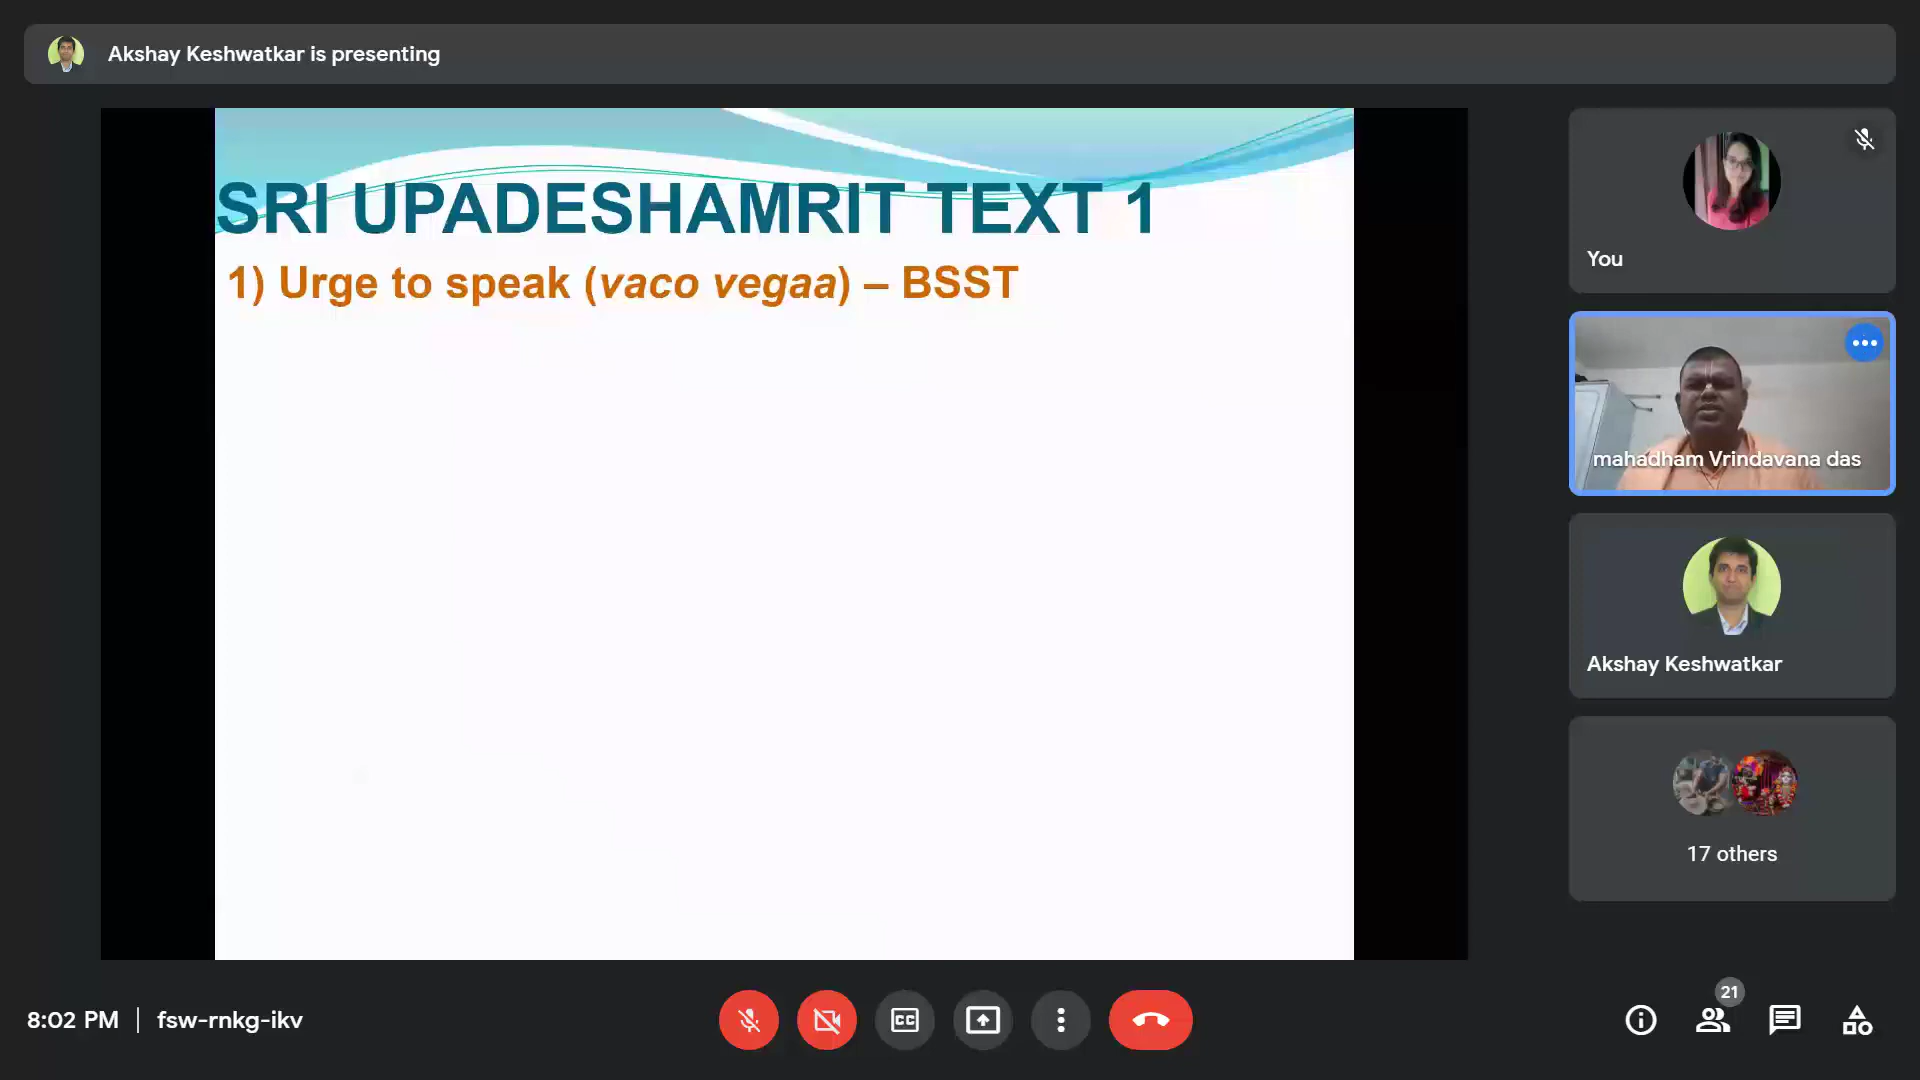 Akshay Keshwatkar is presenting
SRI UPADESHAMRIT TEXT 1
1) Urge to speak (vaco vegaa) – BSST
You
mahadham Vrindavana das
Akshay Keshwatkar
17 others
8:02 PM | fsw-rnkg-ikv
CC
21